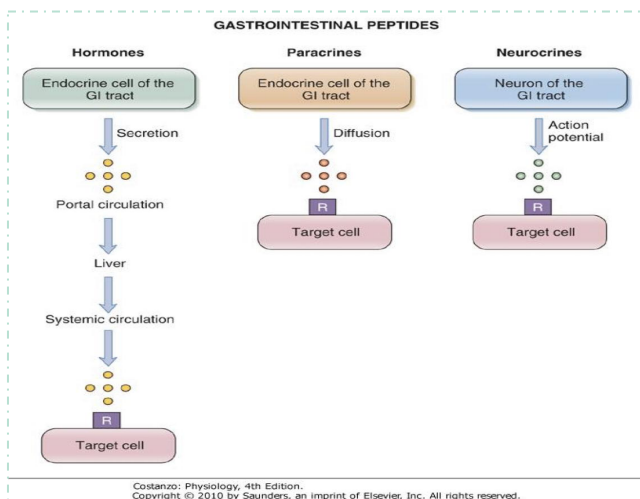 GASTROINTESTINAL PEPTIDES
Hormones
Endocrine cell of the
GI tract
Secretion
Portal circulation
Liver
Systemic circulation
R
Target cell
Paracrines
Endocrine cell of the
GI tract
Diffusion
R
Target cell
Neurocrines
Neuron of the
GI tract
Action
potential
R
Target cell
Costanzo: Physiology, 4th Edition.
Copyright © 2010 by Saunders, an imprint of Elsevier, Inc. All rights reserved.